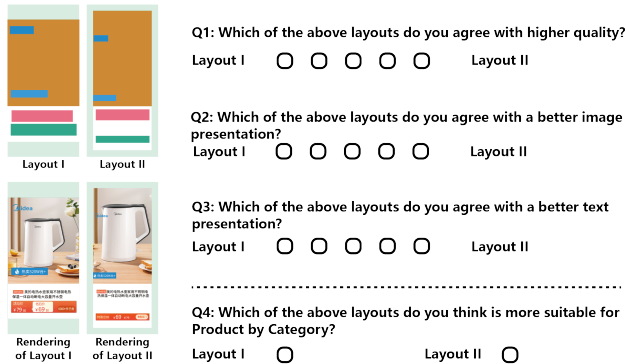 Layout I
Layout II
Midea
Rendering
of Layout I
Rendering
of Layout II
Q1: Which of the above layouts do you agree with higher quality?
Layout I
Layout II
Q2: Which of the above layouts do you agree with a better image
presentation?
Layout I
Layout II
Q3: Which of the above layouts do you agree with a better text
presentation?
Layout I
Layout II
Q4: Which of the above layouts do you think is more suitable for
Product by Category?
Layout I
Layout II